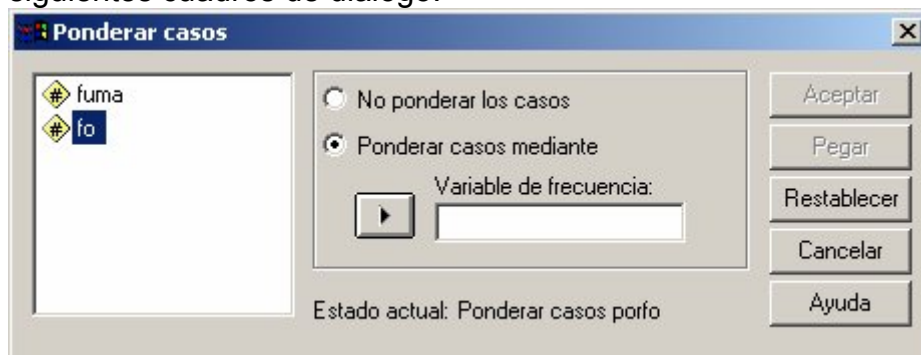 siguientes cuadros de diálogo:
Ponderar casos
fuma
fo
No ponderar los casos
Ponderar casos mediante
Variable de frecuencia:
Estado actual: Ponderar casos porfo
Aceptar
Pegar
Restablecer
Cancelar
Ayuda